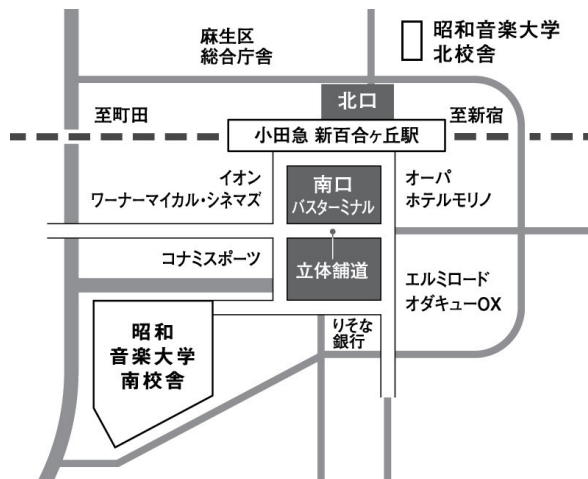 麻生区
総合庁舎
昭和音楽大学
北校舎
北口
至町田
至新宿
小田急 新百合ヶ丘駅
イオン
ワーナーマイカル・シネマズ
南口
バスターミナル
オーパ
ホテルモリノ
コナミスポーツ
立体舗道
エルミロード
オダキューOX
りそな
銀行
昭和
音楽大学
南校舎